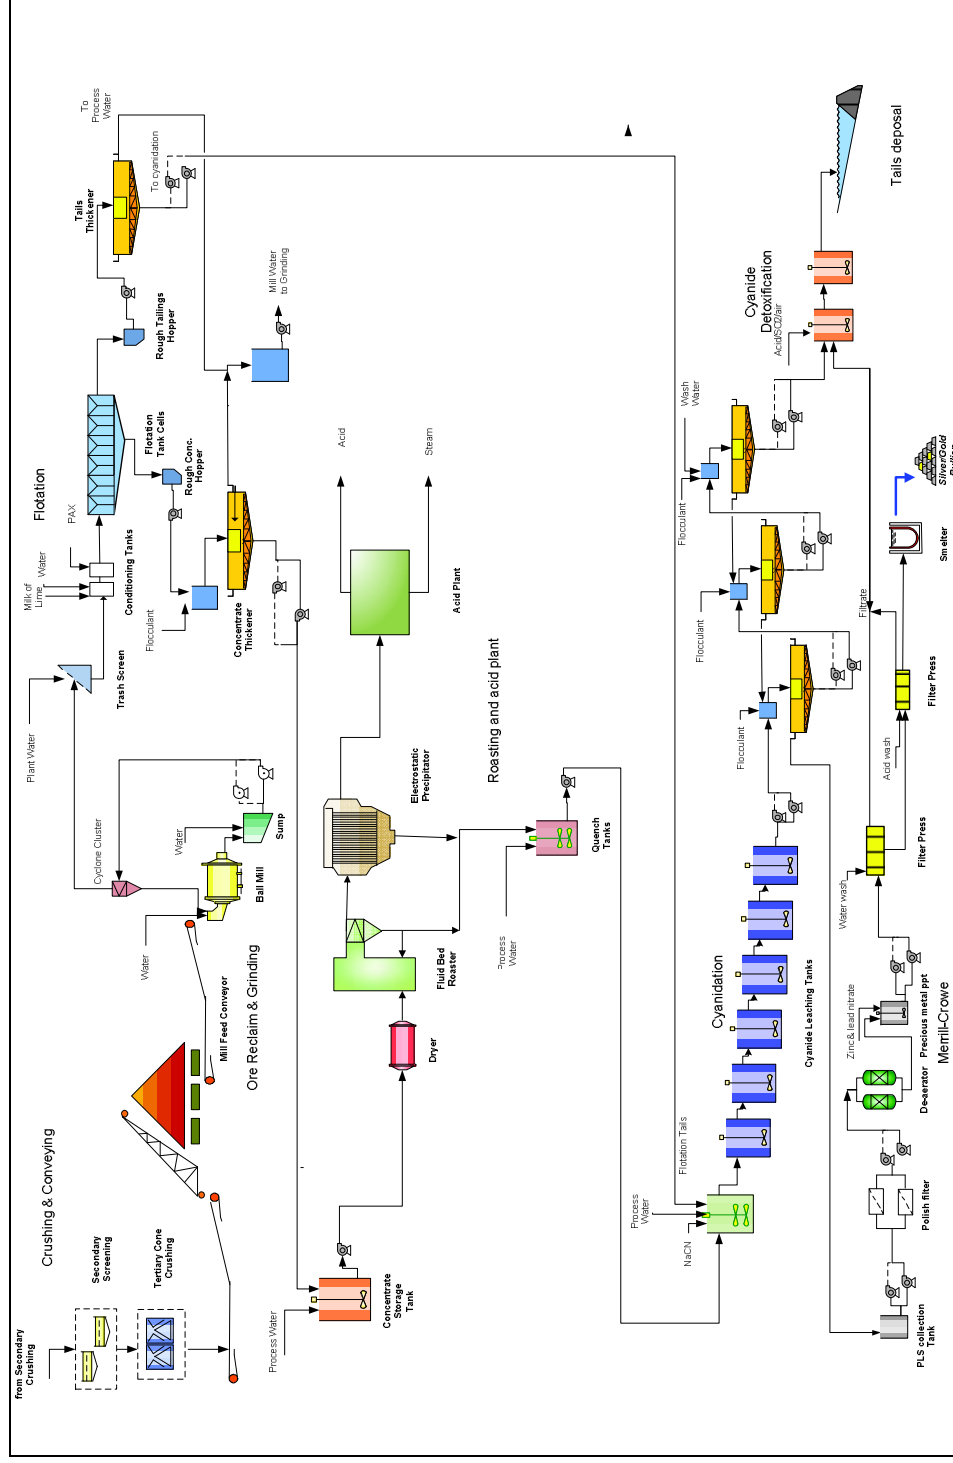 from Secondary
Crushing
Crushing & Conveying
Secondary
Screening
Tertiary Cone
Crushing
Ore Reclaim & Grinding
Mill Feed Conveyor
Water
Ball Mill
Water
Sump
Cyclone Cluster
Plant Water
Trash Screen
Flotation
Milk of
Lime
Water
PAX
Conditioning Tanks
Flotation
Tank Cells
Rough Conc.
Hopper
Rough Tailings
Hopper
Tails
Thickener
To
Process
Water
To cyanidation
Mill Water
to Grinding
Flocculant
Concentrate
Thickener
Process Water
Concentrate
Storage
Tank
Dryer
Fluid Bed
Roaster
Electrostatic
Precipitator
Roasting and acid plant
Acid Plant
Acid
Steam
Process
Water
Quench
Tanks
Cyanidation
Process
Water
NaCN
Flotation Tails
Cyanide Leaching Tanks
Flocculant
Flocculant
Flocculant
Wash
Water
Cyanide
Detoxification
Acid/SO2/air
Tails deposal
PLS collection
Tank
Polish filter
De-aerator
Merrill-Crowe
Zinc & lead nitrate
Precious metal ppt
Water wash
Filter Press
Acid wash
Filter Press
Filtrate
Smelter
Silver/Gold